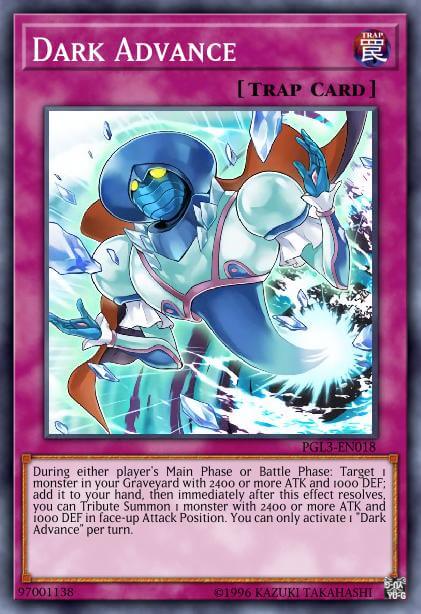 DARK ADVANCE
TRAP
罠
[ TRAP CARD ]
PGL3-EN018
During either player's Main Phase or Battle Phase: Target 1
monster in your Graveyard with 2400 or more ATK and 1000 DEF;
add it to your hand, then immediately after this effect resolves,
you can Tribute Summon 1 monster with 2400 or more ATK and
1000 DEF in face-up Attack Position. You can only activate 1 "Dark
Advance" per turn.
97001138
©1996 KAZUKI TAKAHASHI